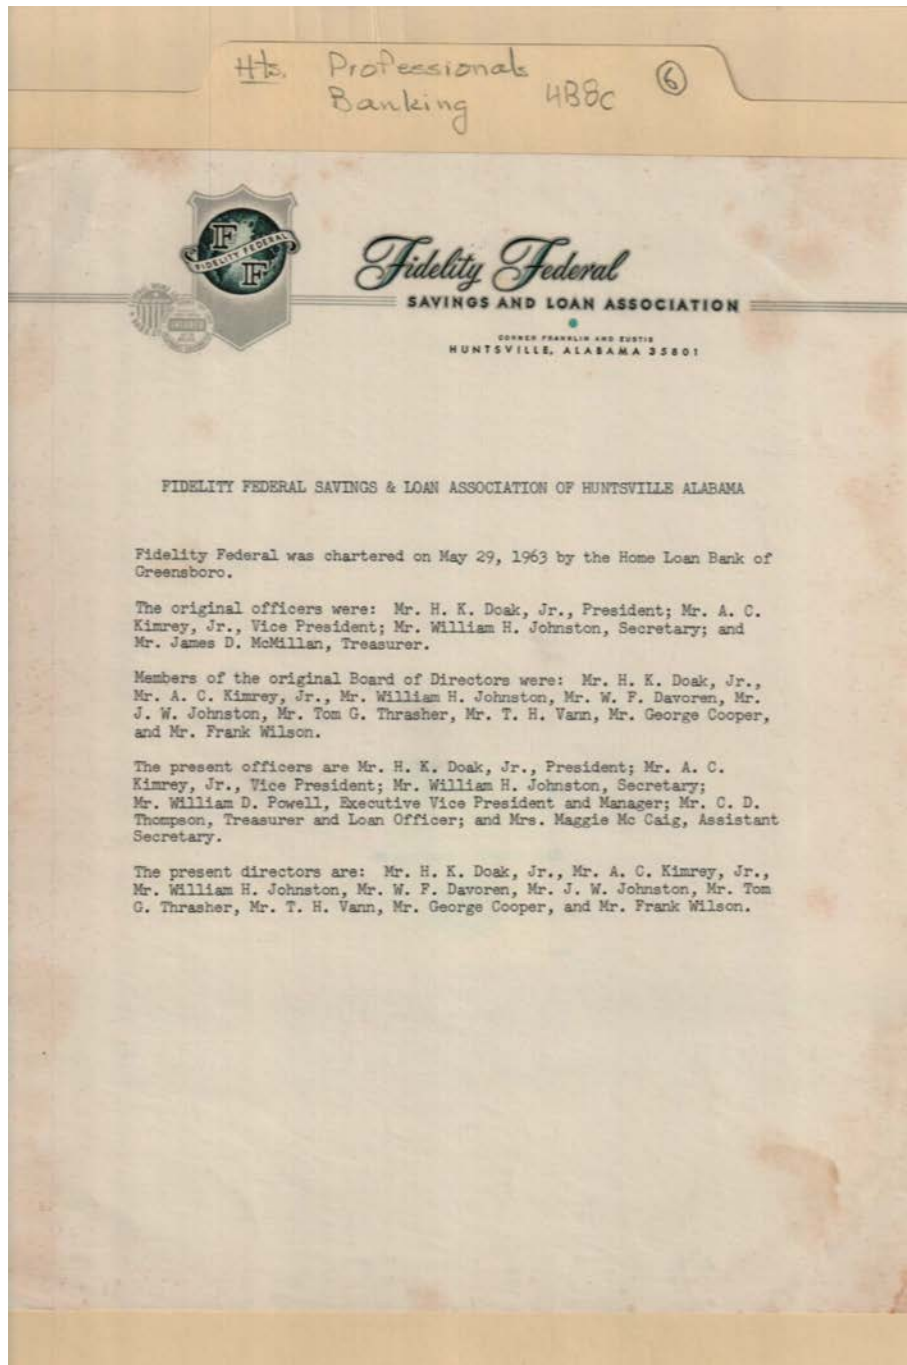 Hts. Professionals
Banking 4B8c 6
FF
FIDELITY FEDERAL
Fidelity Federal
SAVINGS AND LOAN ASSOCIATION
CORNER FRANKLIN AND EUSTIS
HUNTSVILLE, ALABAMA 35801
FIDELITY FEDERAL SAVINGS & LOAN ASSOCIATION OF HUNTSVILLE ALABAMA
Fidelity Federal was chartered on May 29, 1963 by the Home Loan Bank of
Greensboro.
The original officers were: Mr. H. K. Doak, Jr., President; Mr. A. C.
Kimrey, Jr., Vice President; Mr. William H. Johnston, Secretary; and
Mr. James D. McMillan, Treasurer.
Members of the original Board of Directors were: Mr. H. K. Doak, Jr.,
Mr. A. C. Kimrey, Jr., Mr. William H. Johnston, Mr. W. F. Davoren, Mr.
J. W. Johnston, Mr. Tom G. Thrasher, Mr. T. H. Vann, Mr. George Cooper,
and Mr. Frank Wilson.
The present officers are Mr. H. K. Doak, Jr., President; Mr. A. C.
Kimrey, Jr., Vice President; Mr. William H. Johnston, Secretary;
Mr. William D. Powell, Executive Vice President and Manager; Mr. C. D.
Thompson, Treasurer and Loan Officer; and Mrs. Maggie Mc Caig, Assistant
Secretary.
The present directors are: Mr. H. K. Doak, Jr., Mr. A. C. Kimrey, Jr.,
Mr. William H. Johnston, Mr. W. F. Davoren, Mr. J. W. Johnston, Mr. Tom
G. Thrasher, Mr. T. H. Vann, Mr. George Cooper, and Mr. Frank Wilson.